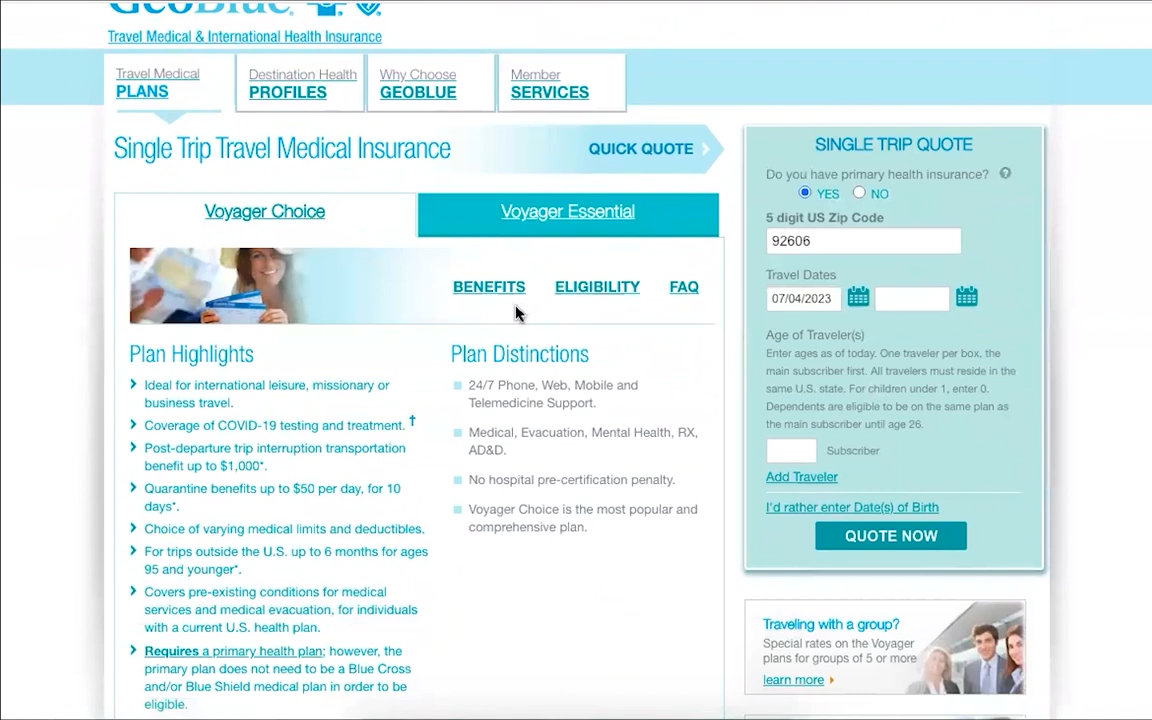 GeoBlue
Travel Medical & International Health Insurance
Travel Medical
PLANS
Destination Health
PROFILES
Why Choose
GEOBLUE
Member
SERVICES
Single Trip Travel Medical Insurance
QUICK QUOTE
Voyager Choice
Voyager Essential
BENEFITS
ELIGIBILITY
FAQ
Plan Highlights
Ideal for international leisure, missionary or
business travel.
Coverage of COVID-19 testing and treatment. †
Post-departure trip interruption transportation
benefit up to $1,000*.
Quarantine benefits up to $50 per day, for 10
days*.
Choice of varying medical limits and deductibles.
For trips outside the U.S. up to 6 months for ages
95 and younger*.
Covers pre-existing conditions for medical
services and medical evacuation, for individuals
with a current U.S. health plan.
Requires a primary health plan; however, the
primary plan does not need to be a Blue Cross
and/or Blue Shield medical plan in order to be
eligible.
Plan Distinctions
24/7 Phone, Web, Mobile and
Telemedicine Support.
Medical, Evacuation, Mental Health, RX,
AD&D.
No hospital pre-certification penalty.
Voyager Choice is the most popular and
comprehensive plan.
SINGLE TRIP QUOTE
Do you have primary health insurance? ?
YES NO
5 digit US Zip Code
92606
Travel Dates
07/04/2023
Age of Traveler(s)
Enter ages as of today. One traveler per box, the
main subscriber first. All travelers must reside in the
same U.S. state. For children under 1, enter 0.
Dependents are eligible to be on the same plan as
the main subscriber until age 26.
Subscriber
Add Traveler
I'd rather enter Date(s) of Birth
QUOTE NOW
Traveling with a group?
Special rates on the Voyager
plans for groups of 5 or more
learn more